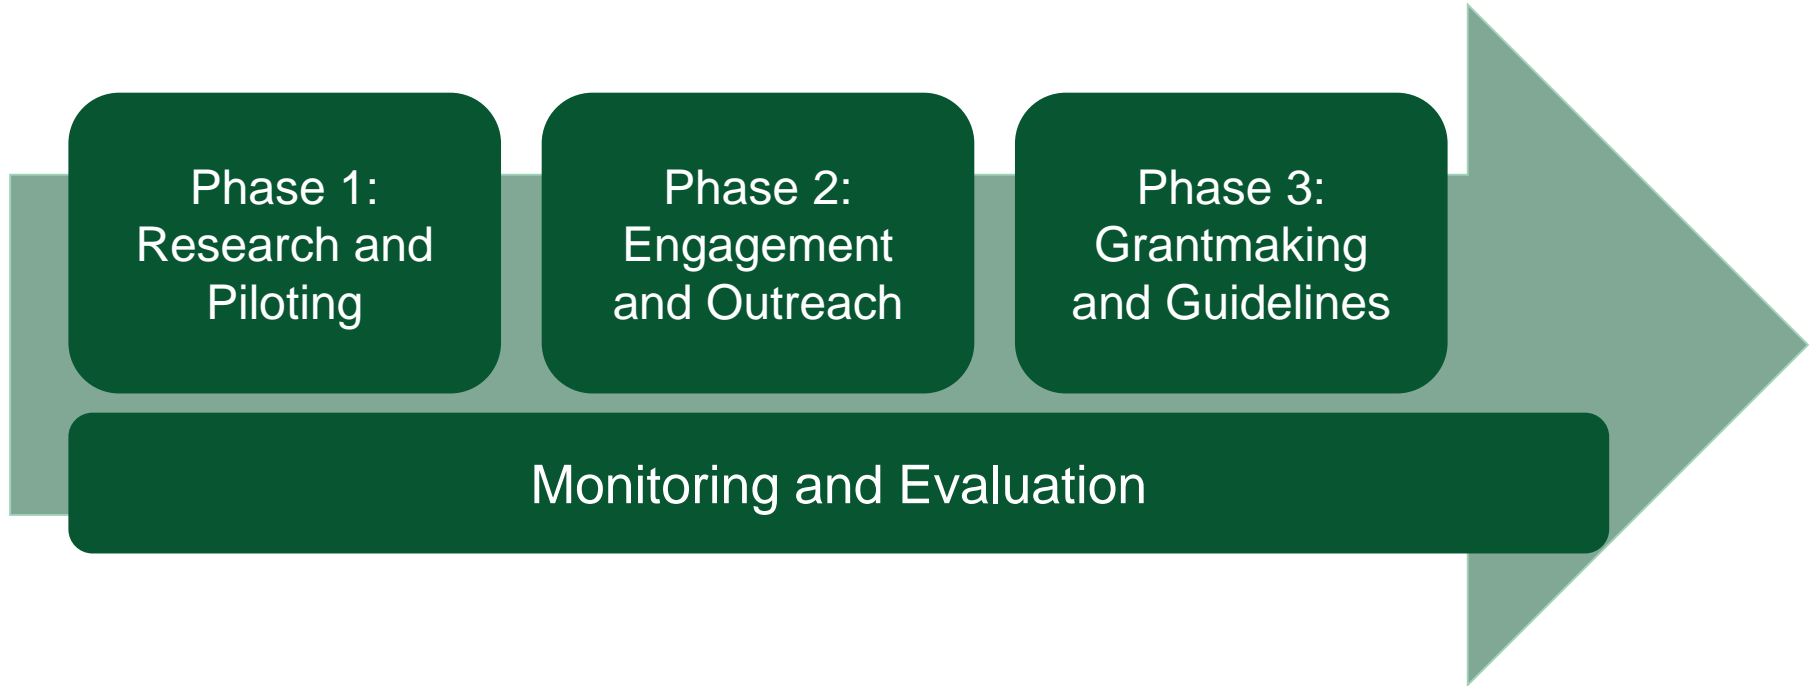 Phase 1:
Research and
Piloting
Phase 2:
Engagement
and Outreach
Phase 3:
Grantmaking
and Guidelines
Monitoring and Evaluation